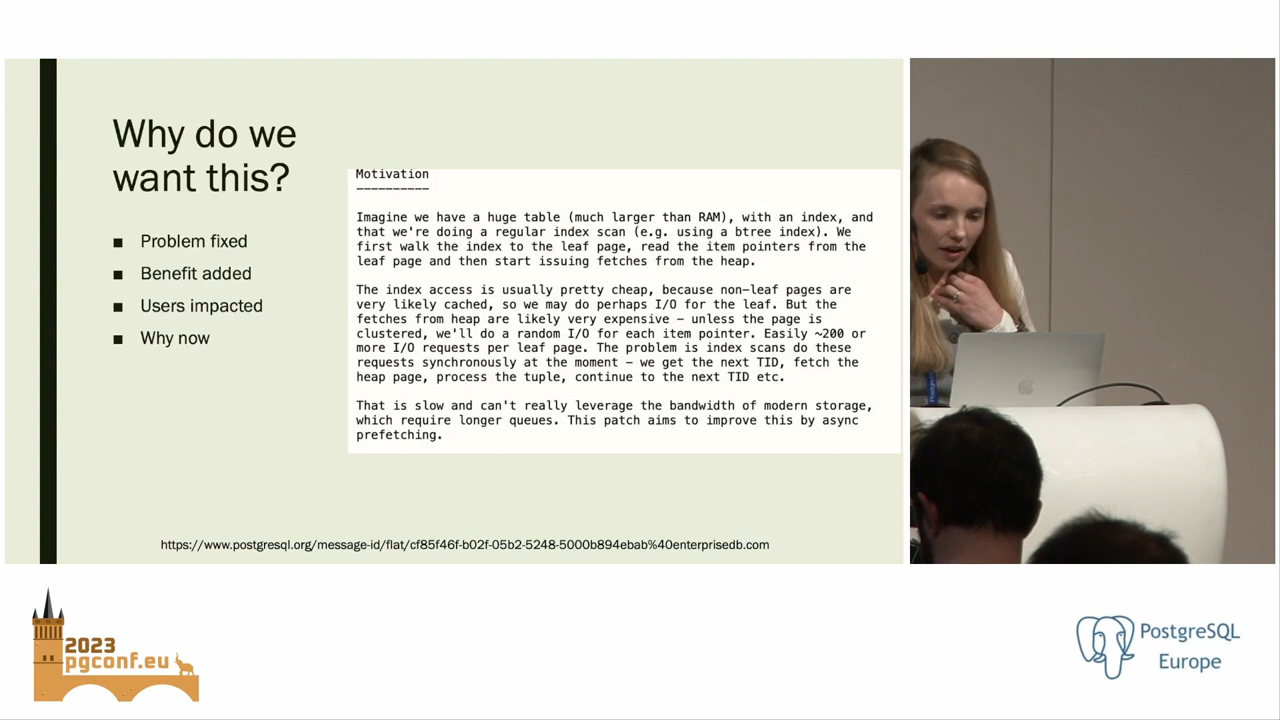 Why do we
want this?
■ Problem fixed
■ Benefit added
■ Users impacted
■ Why now
Motivation
----------
Imagine we have a huge table (much larger than RAM), with an index, and
that we're doing a regular index scan (e.g. using a btree index). We
first walk the index to the leaf page, read the item pointers from the
leaf page and then start issuing fetches from the heap.
The index access is usually pretty cheap, because non-leaf pages are
very likely cached, so we may do perhaps I/O for the leaf. But the
fetches from heap are likely very expensive - unless the page is
clustered, we'll do a random I/O for each item pointer. Easily ~200 or
more I/O requests per leaf page. The problem is index scans do these
requests synchronously at the moment - we get the next TID, fetch the
heap page, process the tuple, continue to the next TID etc.
That is slow and can't really leverage the bandwidth of modern storage,
which require longer queues. This patch aims to improve this by async
prefetching.
https://www.postgresql.org/message-id/flat/cf85f46f-b02f-05b2-5248-5000b894ebab%40enterprisedb.com
2023
pgconf.eu
PostgreSQL
Europe